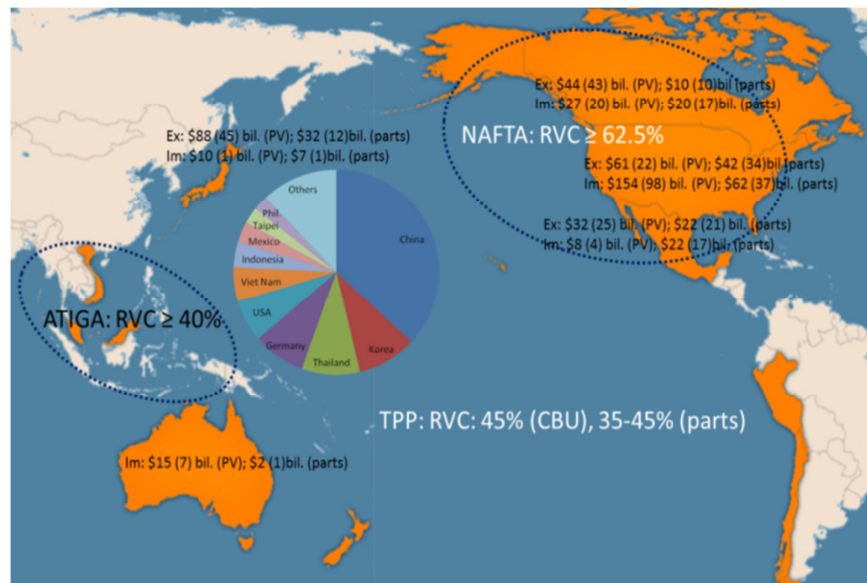 Ex: $44 (43) bil. (PV); $10 (10)bil (parts)
Im: $27 (20) bil. (PV); $20 (17)bil. (parts)
Ex: $88 (45) bil. (PV); $32 (12)bil. (parts)
Im: $10 (1) bil. (PV); $7 (1)bil. (parts)
NAFTA: RVC ≥ 62.5%
Ex: $61 (22) bil. (PV); $42 (34)bil (parts)
Im: $154 (98) bil. (PV); $62 (37)bil. (parts)
Ex: $32 (25) bil. (PV); $22 (21) bil. (parts)
Im: $8 (4) bil. (PV); $22 (17)bil. (parts)
Others
Phil.
Taipei
Mexico
Indonesia
Viet Nam
USA
Germany
Thailand
Korea
China
ATIGA: RVC ≥ 40%
TPP: RVC: 45% (CBU), 35-45% (parts)
Im: $15 (7) bil. (PV); $2 (1)bil. (parts)